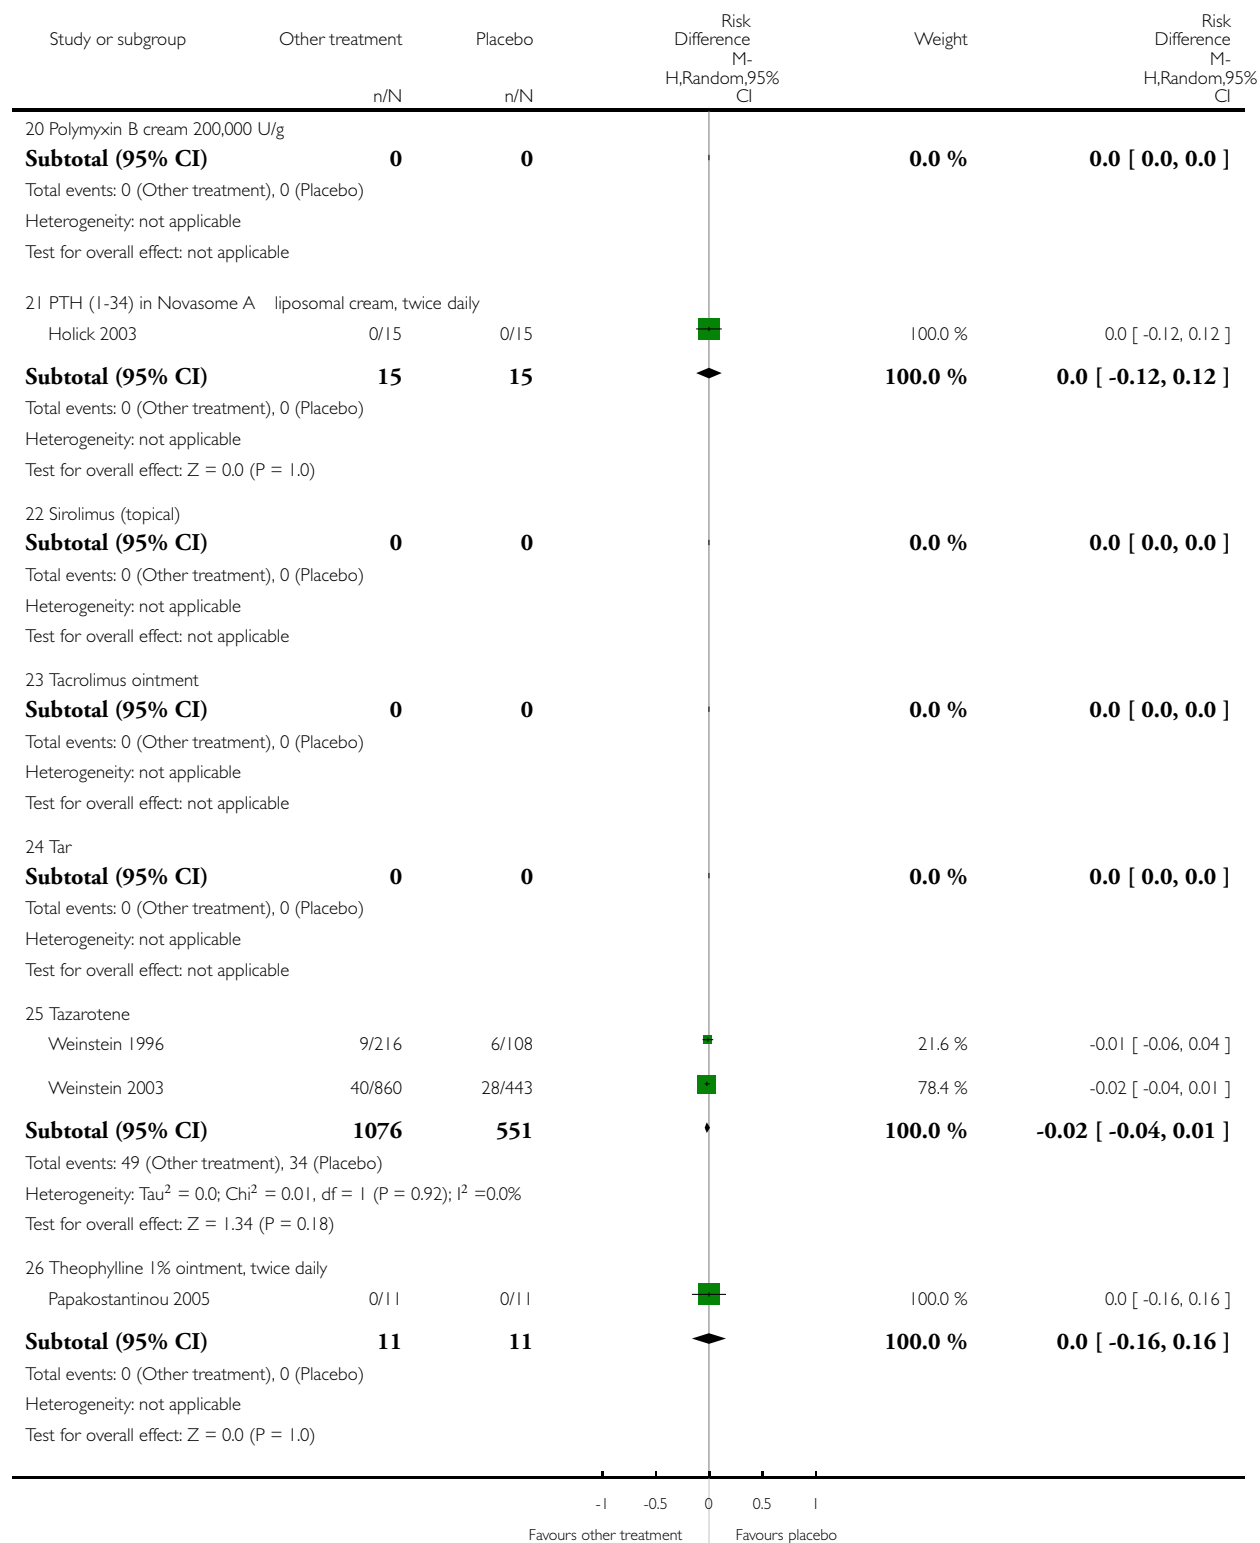 Study or subgroup Other treatment Placebo Risk Difference Weight Risk Difference
M-H,Random,95% CI M-H,Random,95% CI
n/N n/N
20 Polymyxin B cream 200,000 U/g
Subtotal (95% CI) 0 0 0.0 % 0.0 [ 0.0, 0.0 ]
Total events: 0 (Other treatment), 0 (Placebo)
Heterogeneity: not applicable
Test for overall effect: not applicable
21 PTH (1-34) in Novasome A liposomal cream, twice daily
Holick 2003 0/15 0/15 100.0 % 0.0 [ -0.12, 0.12 ]
Subtotal (95% CI) 15 15 100.0 % 0.0 [ -0.12, 0.12 ]
Total events: 0 (Other treatment), 0 (Placebo)
Heterogeneity: not applicable
Test for overall effect: Z = 0.0 (P = 1.0)
22 Sirolimus (topical)
Subtotal (95% CI) 0 0 0.0 % 0.0 [ 0.0, 0.0 ]
Total events: 0 (Other treatment), 0 (Placebo)
Heterogeneity: not applicable
Test for overall effect: not applicable
23 Tacrolimus ointment
Subtotal (95% CI) 0 0 0.0 % 0.0 [ 0.0, 0.0 ]
Total events: 0 (Other treatment), 0 (Placebo)
Heterogeneity: not applicable
Test for overall effect: not applicable
24 Tar
Subtotal (95% CI) 0 0 0.0 % 0.0 [ 0.0, 0.0 ]
Total events: 0 (Other treatment), 0 (Placebo)
Heterogeneity: not applicable
Test for overall effect: not applicable
25 Tazarotene
Weinstein 1996 9/216 6/108 21.6 % -0.01 [ -0.06, 0.04 ]
Weinstein 2003 40/860 28/443 78.4 % -0.02 [ -0.04, 0.01 ]
Subtotal (95% CI) 1076 551 100.0 % -0.02 [ -0.04, 0.01 ]
Total events: 49 (Other treatment), 34 (Placebo)
Heterogeneity: Tau² = 0.0; Chi² = 0.01, df = 1 (P = 0.92); I² =0.0%
Test for overall effect: Z = 1.34 (P = 0.18)
26 Theophylline 1% ointment, twice daily
Papakostantinou 2005 0/11 0/11 100.0 % 0.0 [ -0.16, 0.16 ]
Subtotal (95% CI) 11 11 100.0 % 0.0 [ -0.16, 0.16 ]
Total events: 0 (Other treatment), 0 (Placebo)
Heterogeneity: not applicable
Test for overall effect: Z = 0.0 (P = 1.0)
-1 -0.5 0 0.5 1
Favours other treatment Favours placebo